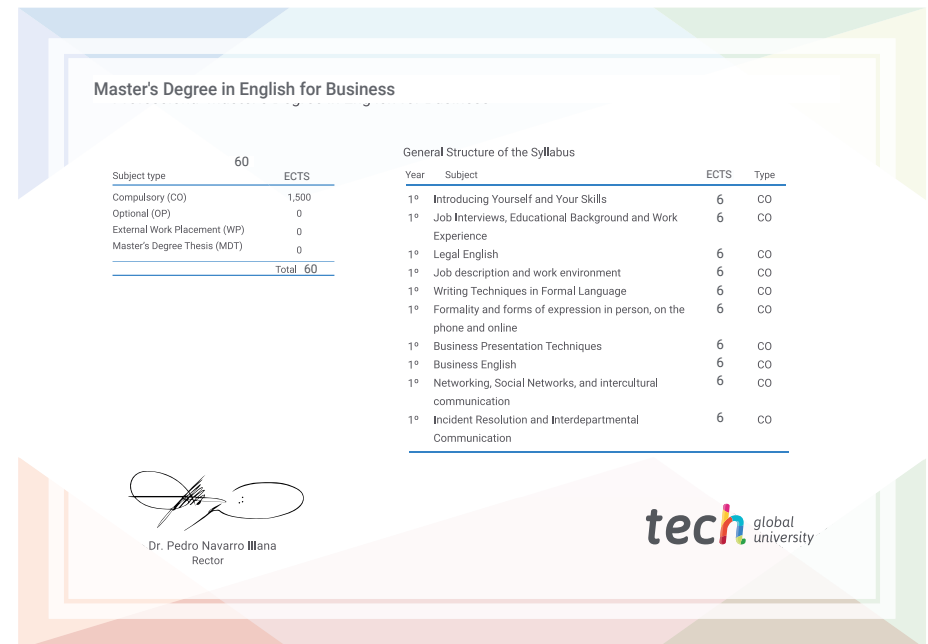 Master's Degree in English for Business
60
Subject type ECTS
Compulsory (CO) 1,500
Optional (OP) 0
External Work Placement (WP) 0
Master's Degree Thesis (MDT) 0
Total 60
General Structure of the Syllabus
Year Subject ECTS Type
1º Introducing Yourself and Your Skills 6 CO
1º Job Interviews, Educational Background and Work 6 CO
Experience
1º Legal English 6 CO
1º Job description and work environment 6 CO
1º Writing Techniques in Formal Language 6 CO
1º Formality and forms of expression in person, on the 6 CO
phone and online
1º Business Presentation Techniques 6 CO
1º Business English 6 CO
1º Networking, Social Networks, and intercultural 6 CO
communication
1º Incident Resolution and Interdepartmental 6 CO
Communication
Dr. Pedro Navarro Illana
Rector
tech global
university